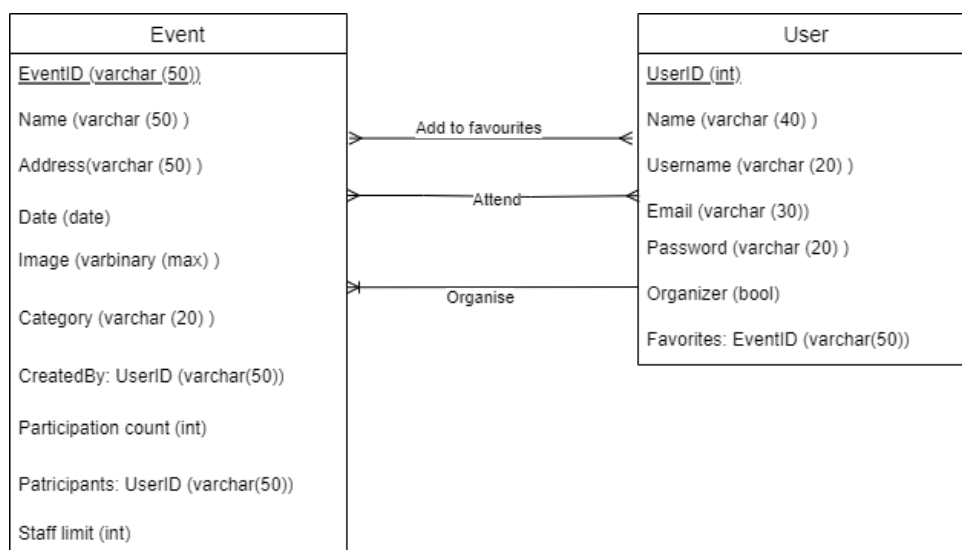 Event
EventID (varchar (50))
Name (varchar (50) )
Address(varchar (50) )
Date (date)
Image (varbinary (max) )
Category (varchar (20) )
CreatedBy: UserID (varchar(50))
Participation count (int)
Patricipants: UserID (varchar(50))
Staff limit (int)
Add to favourites
Attend
Organise
User
UserID (int)
Name (varchar (40) )
Username (varchar (20) )
Email (varchar (30))
Password (varchar (20) )
Organizer (bool)
Favorites: EventID (varchar(50))